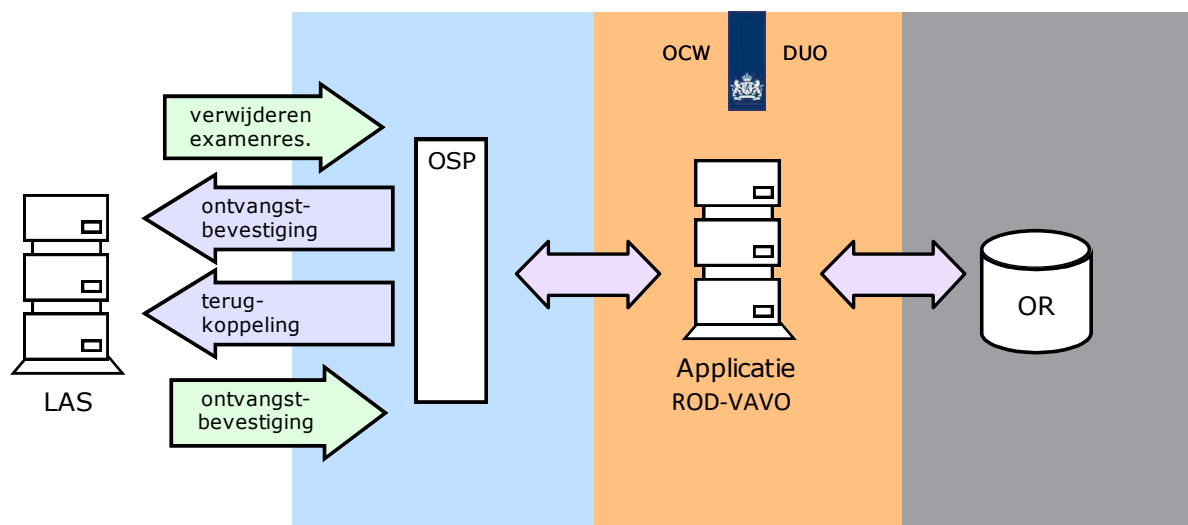 OCW
DUO
verwijderen
examenres.
OSP
ontvangst-
bevestiging
terug-
koppeling
OR
Applicatie
ROD-VAVO
LAS
ontvangst-
bevestiging